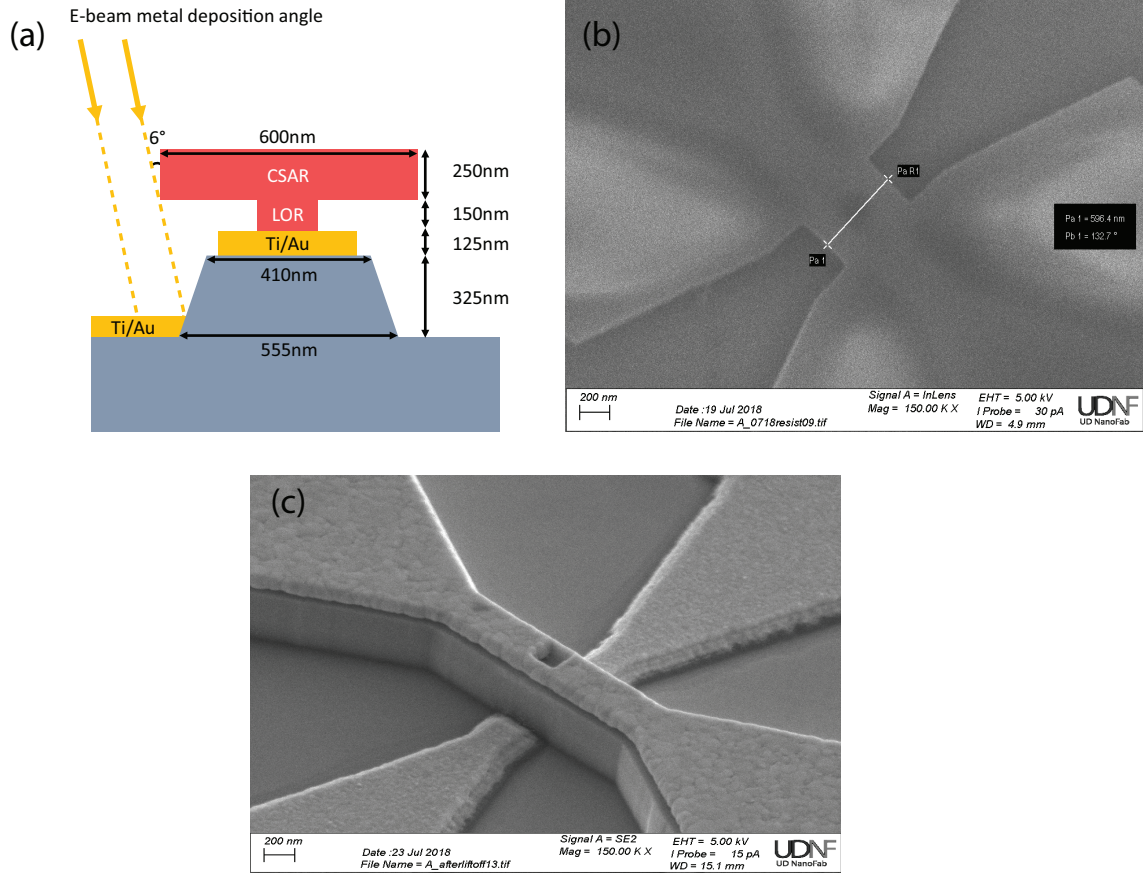 E-beam metal deposition angle
(a)
6°
600nm
CSAR
250nm
LOR
150nm
Ti/Au
125nm
410nm
325nm
Ti/Au
555nm
(b)
Pa R1
Pa 1
Pa 1 = 596.4 nm
Pb 1 = 132.7 °
200 nm
Date :19 Jul 2018
File Name = A_0718resist09.tif
Signal A = InLens
Mag = 150.00 K X
EHT = 5.00 kV
I Probe = 30 pA
WD = 4.9 mm
UDNF
UD NanoFab
(c)
200 nm
Date :23 Jul 2018
File Name = A_afterliftoff13.tif
Signal A = SE2
Mag = 150.00 K X
EHT = 5.00 kV
I Probe = 15 pA
WD = 15.1 mm
UDNF
UD NanoFab